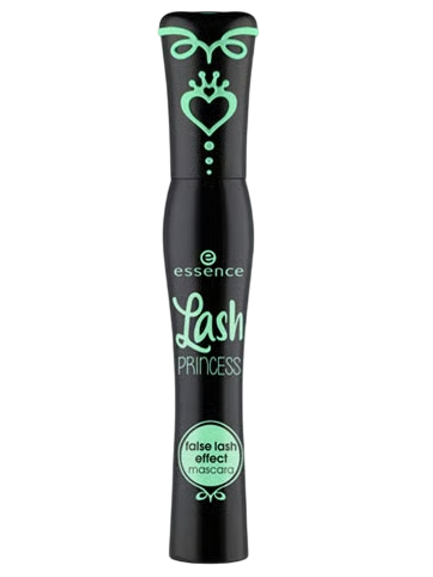 essence
Lash
PRINCESS
false lash
effect
mascara